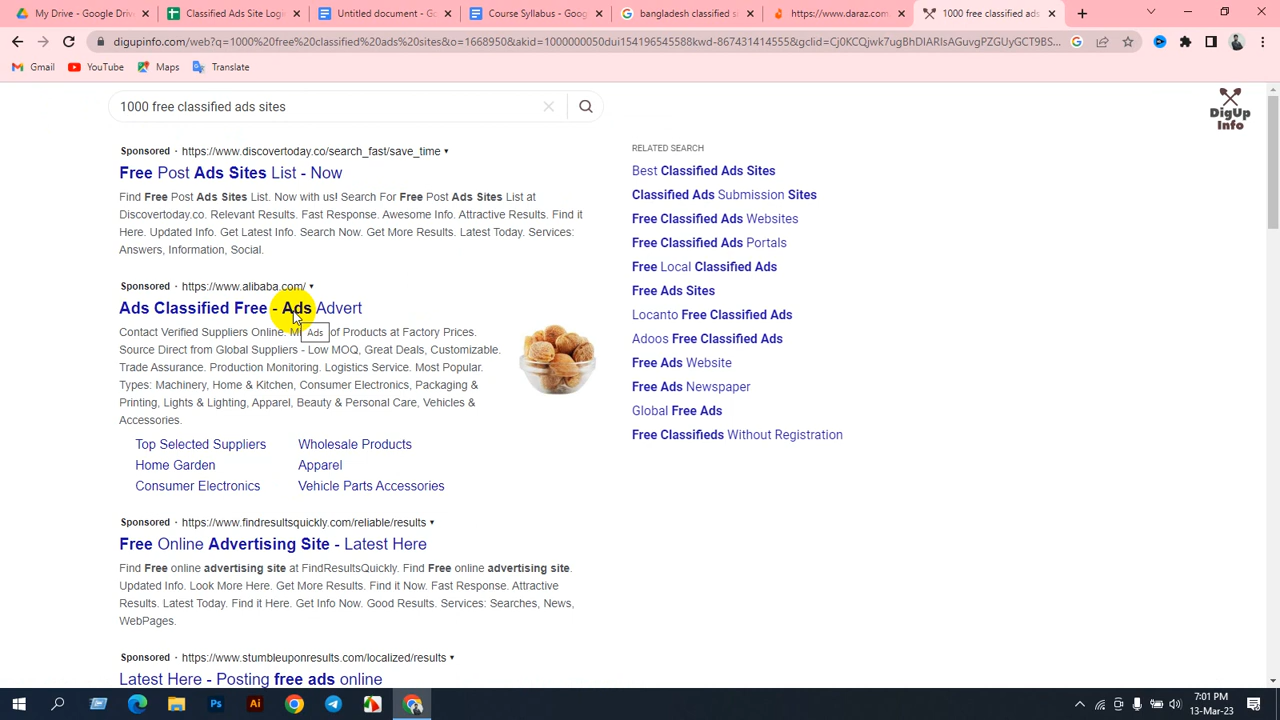 My Drive - Google Driv
Classified Ads Site Logi
Untitled document - Go
Course Syllabus - Goog
bangladesh classified s
https://www.daraz.com
1000 free classified ads
digupinfo.com/web?q=1000%20free%20classified%20ads%20sites&o=1668950&akid=1000000050dui154196545588kwd-867431414555&gclid=Cj0KCQjwk7ugBhDIARIsAGuvgPZGUyGCT9BS...
Gmail
YouTube
Maps
Translate
1000 free classified ads sites
DigUp
Info
Sponsored · https://www.discovertoday.co/search_fast/save_time
Free Post Ads Sites List - Now
Find Free Post Ads Sites List. Now with us! Search For Free Post Ads Sites List at
Discovertoday.co. Relevant Results. Fast Response. Awesome Info. Attractive Results. Find it
Here. Updated Info. Get Latest Info. Search Now. Get More Results. Latest Today. Services:
Answers, Information, Social.
Sponsored · https://www.alibaba.com/
Ads Classified Free - Ads Advert
Ads
Contact Verified Suppliers Online. of Products at Factory Prices.
Source Direct from Global Suppliers - Low MOQ, Great Deals, Customizable.
Trade Assurance. Production Monitoring. Logistics Service. Most Popular.
Types: Machinery, Home & Kitchen, Consumer Electronics, Packaging &
Printing, Lights & Lighting, Apparel, Beauty & Personal Care, Vehicles &
Accessories.
Top Selected Suppliers
Wholesale Products
Home Garden
Apparel
Consumer Electronics
Vehicle Parts Accessories
Sponsored · https://www.findresultsquickly.com/reliable/results
Free Online Advertising Site - Latest Here
Find Free online advertising site at FindResultsQuickly. Find Free online advertising site.
Updated Info. Look More Here. Get More Results. Find it Now. Fast Response. Attractive
Results. Latest Today. Find it Here. Get Info Now. Good Results. Services: Searches, News,
WebPages.
Sponsored · https://www.stumbleuponresults.com/localized/results
Latest Here - Posting free ads online
RELATED SEARCH
Best Classified Ads Sites
Classified Ads Submission Sites
Free Classified Ads Websites
Free Classified Ads Portals
Free Local Classified Ads
Free Ads Sites
Locanto Free Classified Ads
Adoos Free Classified Ads
Free Ads Website
Free Ads Newspaper
Global Free Ads
Free Classifieds Without Registration
Ps
Ai
7:01 PM
13-Mar-23